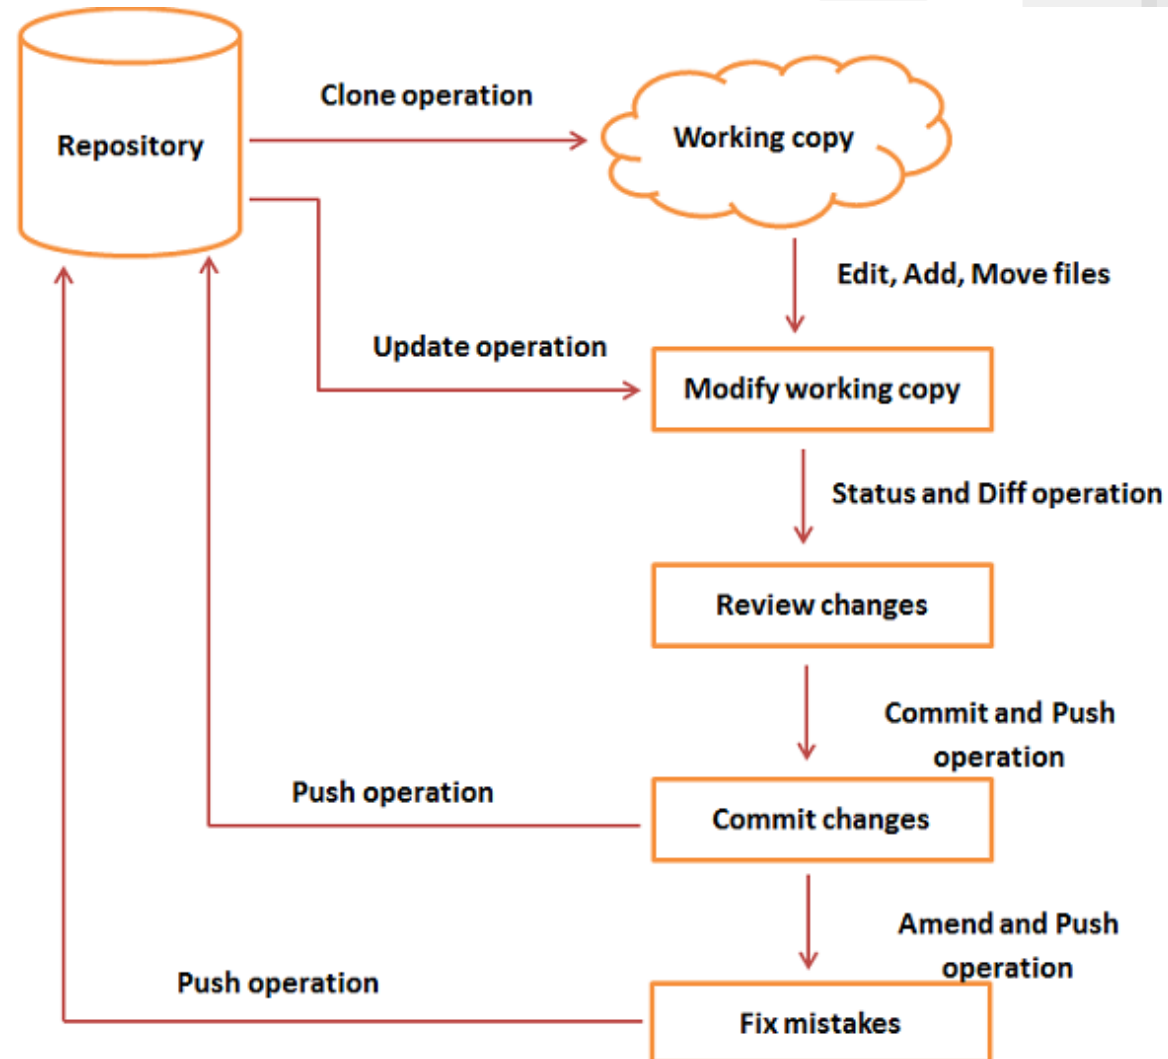 Clone operation
Repository
Working copy
Edit, Add, Move files
Update operation
Modify working copy
Status and Diff operation
Review changes
Commit and Push
operation
Push operation
Commit changes
Amend and Push
operation
Push operation
Fix mistakes